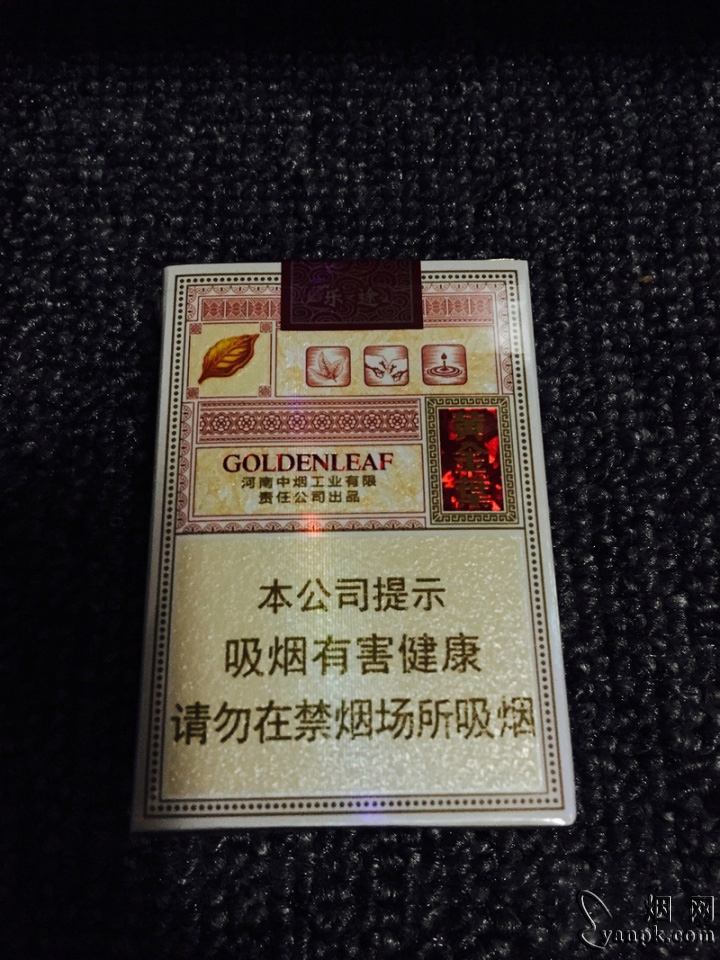 乐途
黄金叶
GOLDENLEAF
河南中烟工业有限
责任公司出品
本公司提示
吸烟有害健康
请勿在禁烟场所吸烟
烟网
yanpk.com